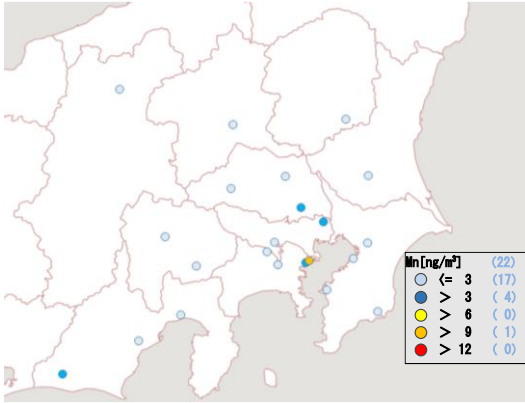 Mn[ng/m³] (22)
<= 3 (17)
> 3 ( 4)
> 6 ( 0)
> 9 ( 1)
> 12 ( 0)